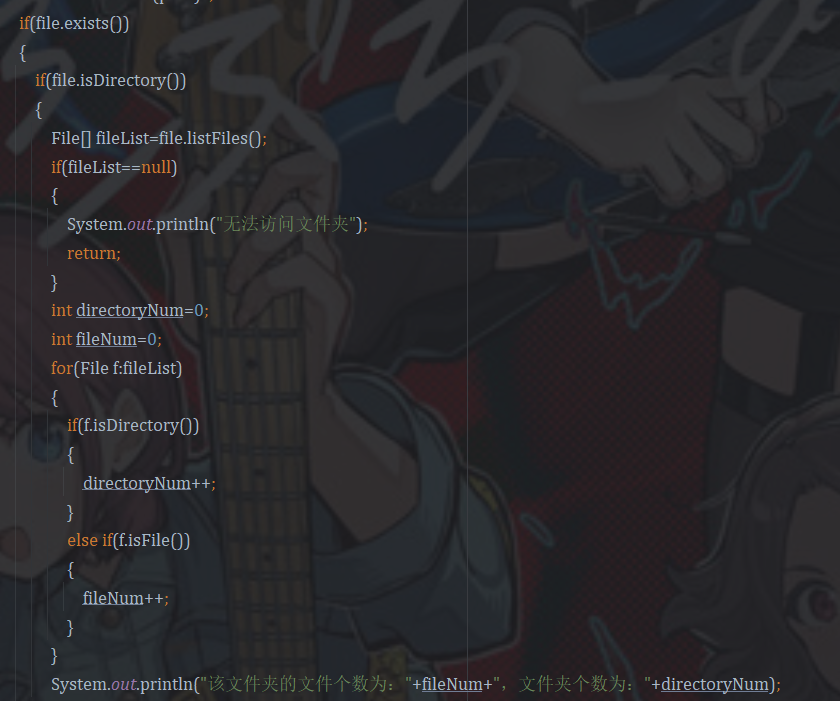 if(file.exists())
{
if(file.isDirectory())
{
File[] fileList=file.listFiles();
if(fileList==null)
{
System.out.println("无法访问文件夹");
return;
}
int directoryNum=0;
int fileNum=0;
for(File f:fileList)
{
if(f.isDirectory())
{
directoryNum++;
}
else if(f.isFile())
{
fileNum++;
}
}
System.out.println("该文件夹的文件个数为："+fileNum+"，文件夹个数为："+directoryNum);